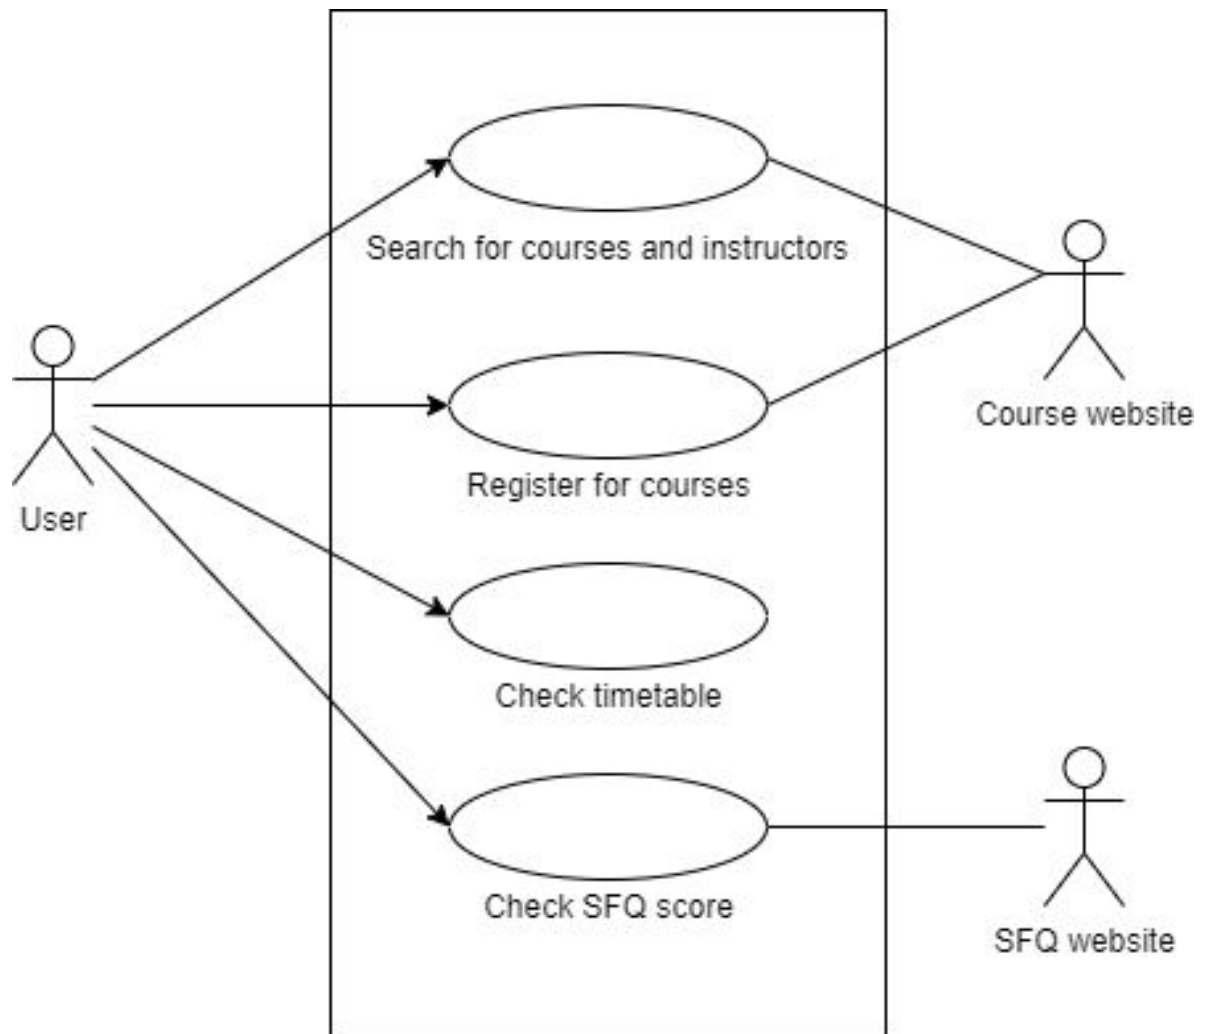 Search for courses and instructors
Course website
Register for courses
User
Check timetable
Check SFQ score
SFQ website